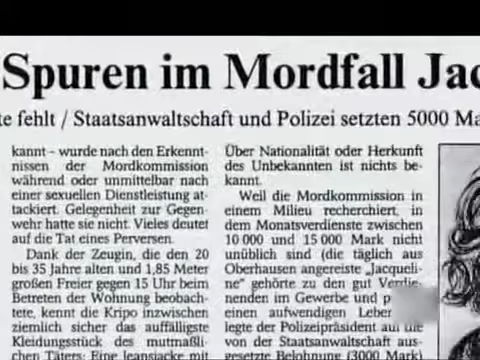 Spuren im Mordfall Jac
te fehlt / Staatsanwaltschaft und Polizei setzten 5000 Ma
kannt – wurde nach den Erkennt-
nissen der Mordkommission
während oder unmittelbar nach
einer sexuellen Dienstleistung at-
tackiert. Gelegenheit zur Gegen-
wehr hatte sie nicht. Vieles deutet
auf die Tat eines Perversen.
Dank der Zeugin, die den 20
bis 35 Jahre alten und 1,85 Meter
großen Freier gegen 15 Uhr beim
Betreten der Wohnung beobach-
tete, kennt die Kripo inzwischen
ziemlich sicher das auffälligste
Kleidungsstück des mutmaßli-
chen Täters: Eine Jeansjacke mit
Über Nationalität oder Herkunft
des Unbekannten ist nichts be-
kannt.
Weil die Mordkommission in
einem Milieu recherchiert, in
dem Monatsverdienste zwischen
10 000 und 15 000 Mark nicht
unüblich sind (die täglich aus
Oberhausen angereiste „Jacqueli-
ne" gehörte zu den gut Verdie-
nenden im Gewerbe und p
einen aufwendigen Leber
legte der Polizeipräsident auf die
von der Staatsanwaltschaft aus-
gesetzte Belohnung (3000 Mark)